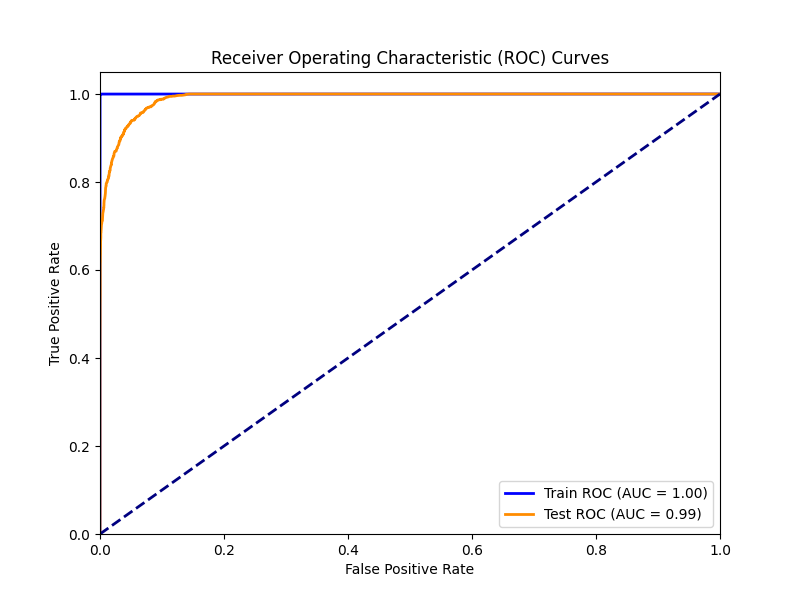 Receiver Operating Characteristic (ROC) Curves
1.0
0.8
0.6
0.4
0.2
0.0
True Positive Rate
0.0 0.2 0.4 0.6 0.8 1.0
False Positive Rate
Train ROC (AUC = 1.00)
Test ROC (AUC = 0.99)